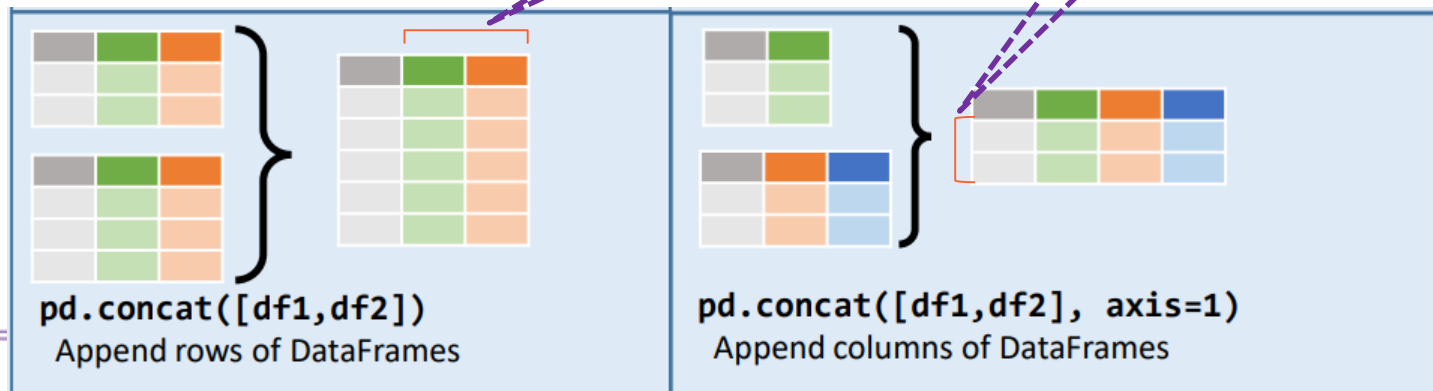 pd.concat([df1,df2])
Append rows of DataFrames
pd.concat([df1,df2], axis=1)
Append columns of DataFrames